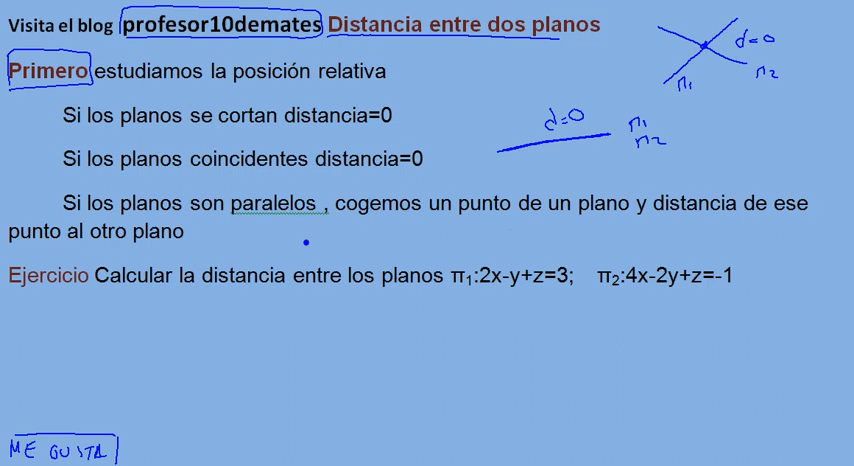 Visita el blog profesor10demates Distancia entre dos planos
Primero estudiamos la posición relativa
Si los planos se cortan distancia=0
Si los planos coincidentes distancia=0
Si los planos son paralelos , cogemos un punto de un plano y distancia de ese
punto al otro plano
Ejercicio Calcular la distancia entre los planos π₁:2x-y+z=3; π₂:4x-2y+z=-1
d=0
π₁
π₂
d=0
π₁
π₂
ME GUSTA